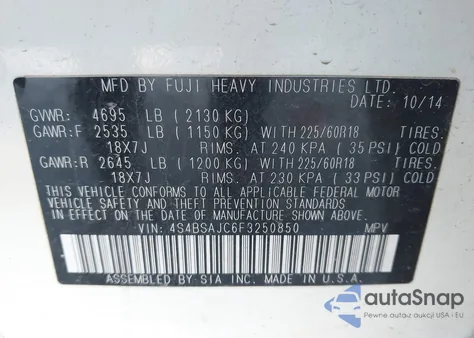 MFD BY FUJI HEAVY INDUSTRIES LTD.
DATE: 10/14
GVWR: 4695 LB (2130 KG)
GAWR:F 2535 LB (1150 KG) WITH 225/60R18 TIRES.
18X7J RIMS. AT 240 KPA (35 PSI) COLD
GAWR:R 2645 LB (1200 KG) WITH 225/60R18 TIRES.
18X7J RIMS. AT 230 KPA (33 PSI) COLD
THIS VEHICLE CONFORMS TO ALL APPLICABLE FEDERAL MOTOR
VEHICLE SAFETY AND THEFT PREVENTION STANDARDS IN EFFECT
ON THE DATE OF MANUFACTURE SHOWN ABOVE.
VIN: 4S4BSAJC6F3250850 MPV
ASSEMBLED BY SIA INC. MADE IN U.S.A.
autoSnap
Pewne auta z aukcji USA i EU